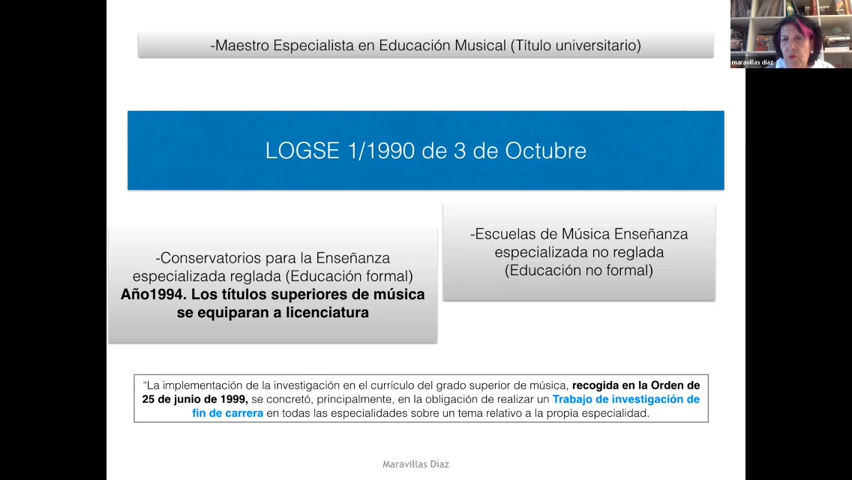 -Maestro Especialista en Educación Musical (Título universitario)
maravillas diaz
LOGSE 1/1990 de 3 de Octubre
-Escuelas de Música Enseñanza
especializada no reglada
(Educación no formal)
-Conservatorios para la Enseñanza
especializada reglada (Educación formal)
Año1994. Los títulos superiores de música
se equiparan a licenciatura
“La implementación de la investigación en el currículo del grado superior de música, recogida en la Orden de
25 de junio de 1999, se concretó, principalmente, en la obligación de realizar un Trabajo de investigación de
fin de carrera en todas las especialidades sobre un tema relativo a la propia especialidad.
Maravillas Díaz